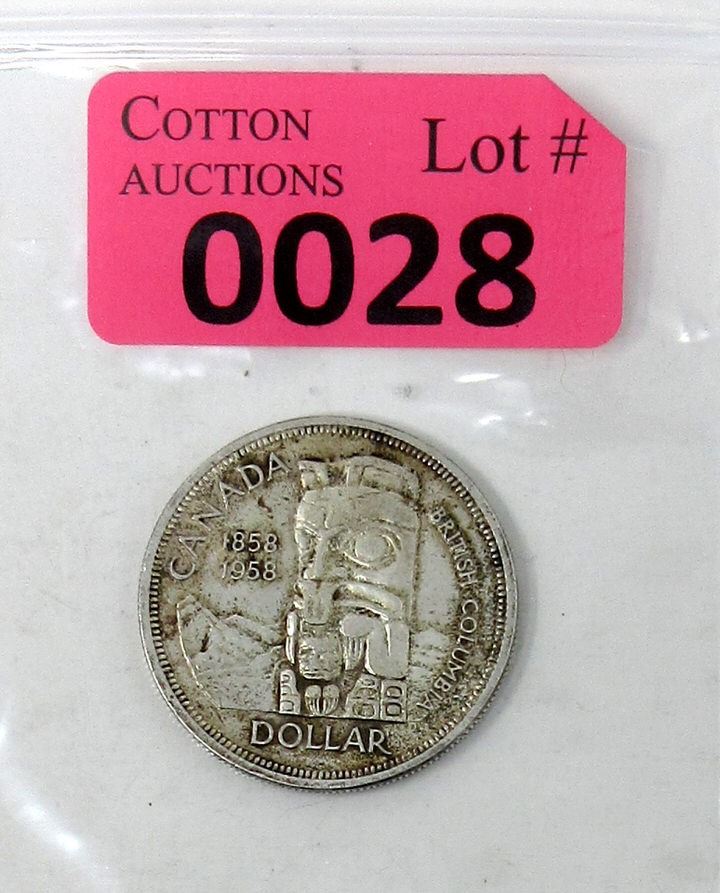 COTTON
AUCTIONS
Lot #
0028
CANADA
1858
1958
BRITISH COLUMBIA
DOLLAR